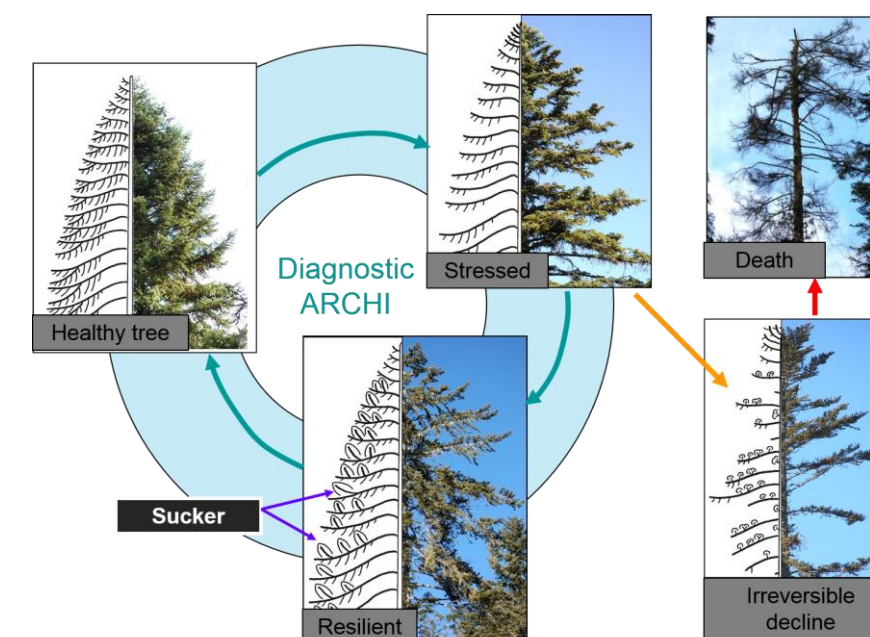 Healthy tree
Stressed
Death
Diagnostic
ARCHI
Sucker
Resilient
Irreversible
decline